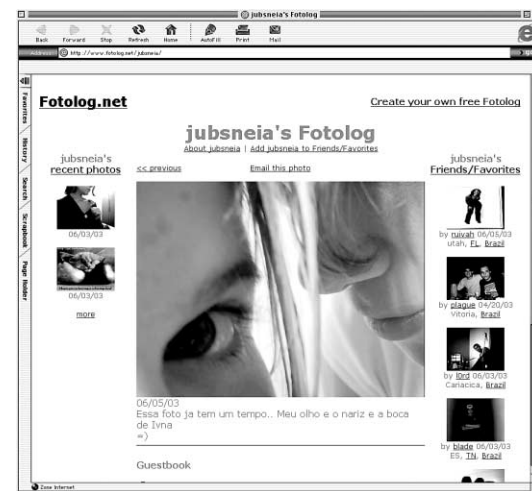 jubsneia's Fotolog
Back Forward Stop Refresh Home AutoFill Print Mail
Address http://www.fotolog.net/jubsneia/
Favorites
History
Search
Scrapbook
Page Holder
Fotolog.net
Create your own free Fotolog
jubsneia's Fotolog
About jubsneia | Add jubsneia to Friends/Favorites
jubsneia's
recent photos
06/03/03
06/03/03
more
<< previous
Email this photo
06/05/03
Essa foto ja tem um tempo.. Meu olho e o nariz e a boca
de Ivna
=)
Guestbook
jubsneia's
Friends/Favorites
by ruivah 06/05/03
utah, FL, Brazil
by plague 04/20/03
Vitoria, Brazil
by l0rd 06/03/03
Cariacica, Brazil
by blade 06/03/03
ES, TN, Brazil
Zone Internet